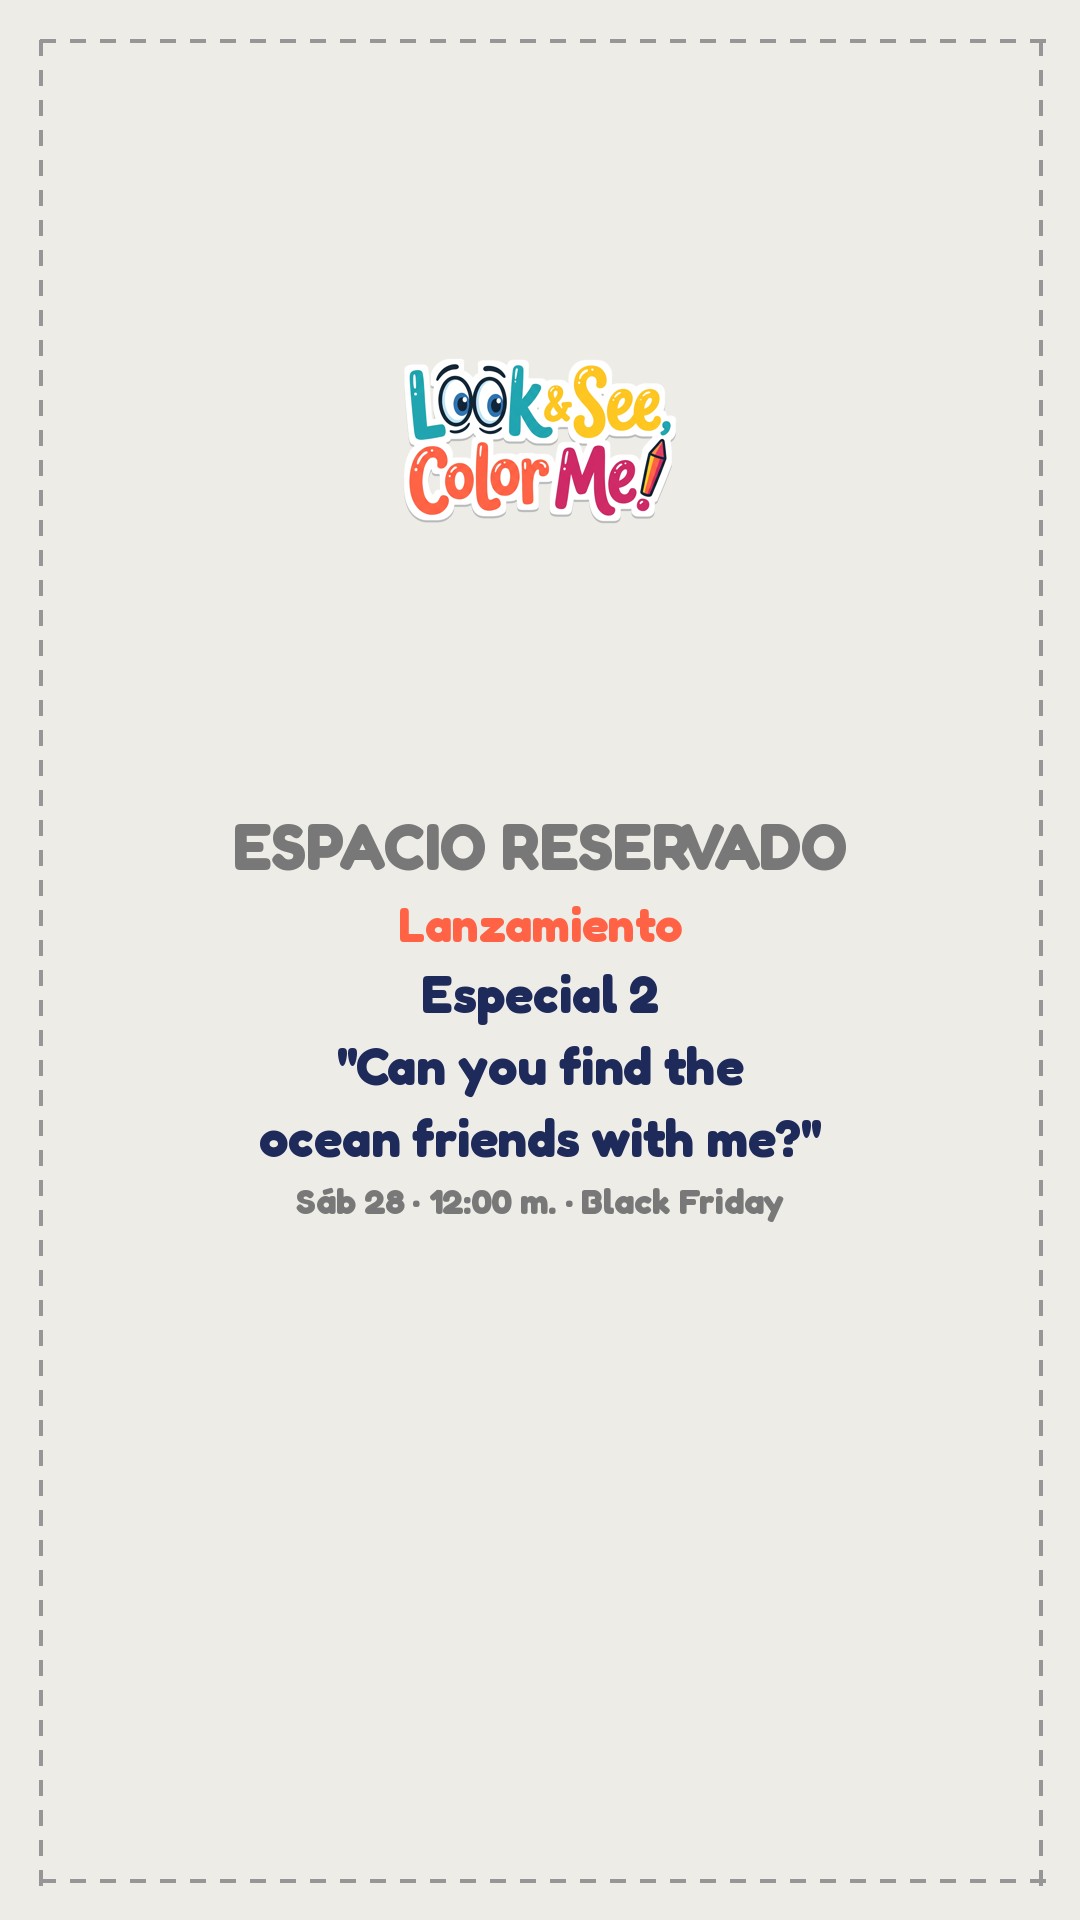 Look & See,
Color Me!
ESPACIO RESERVADO
Lanzamiento
Especial 2
"Can you find the
ocean friends with me?"
Sáb 28 · 12:00 m. · Black Friday